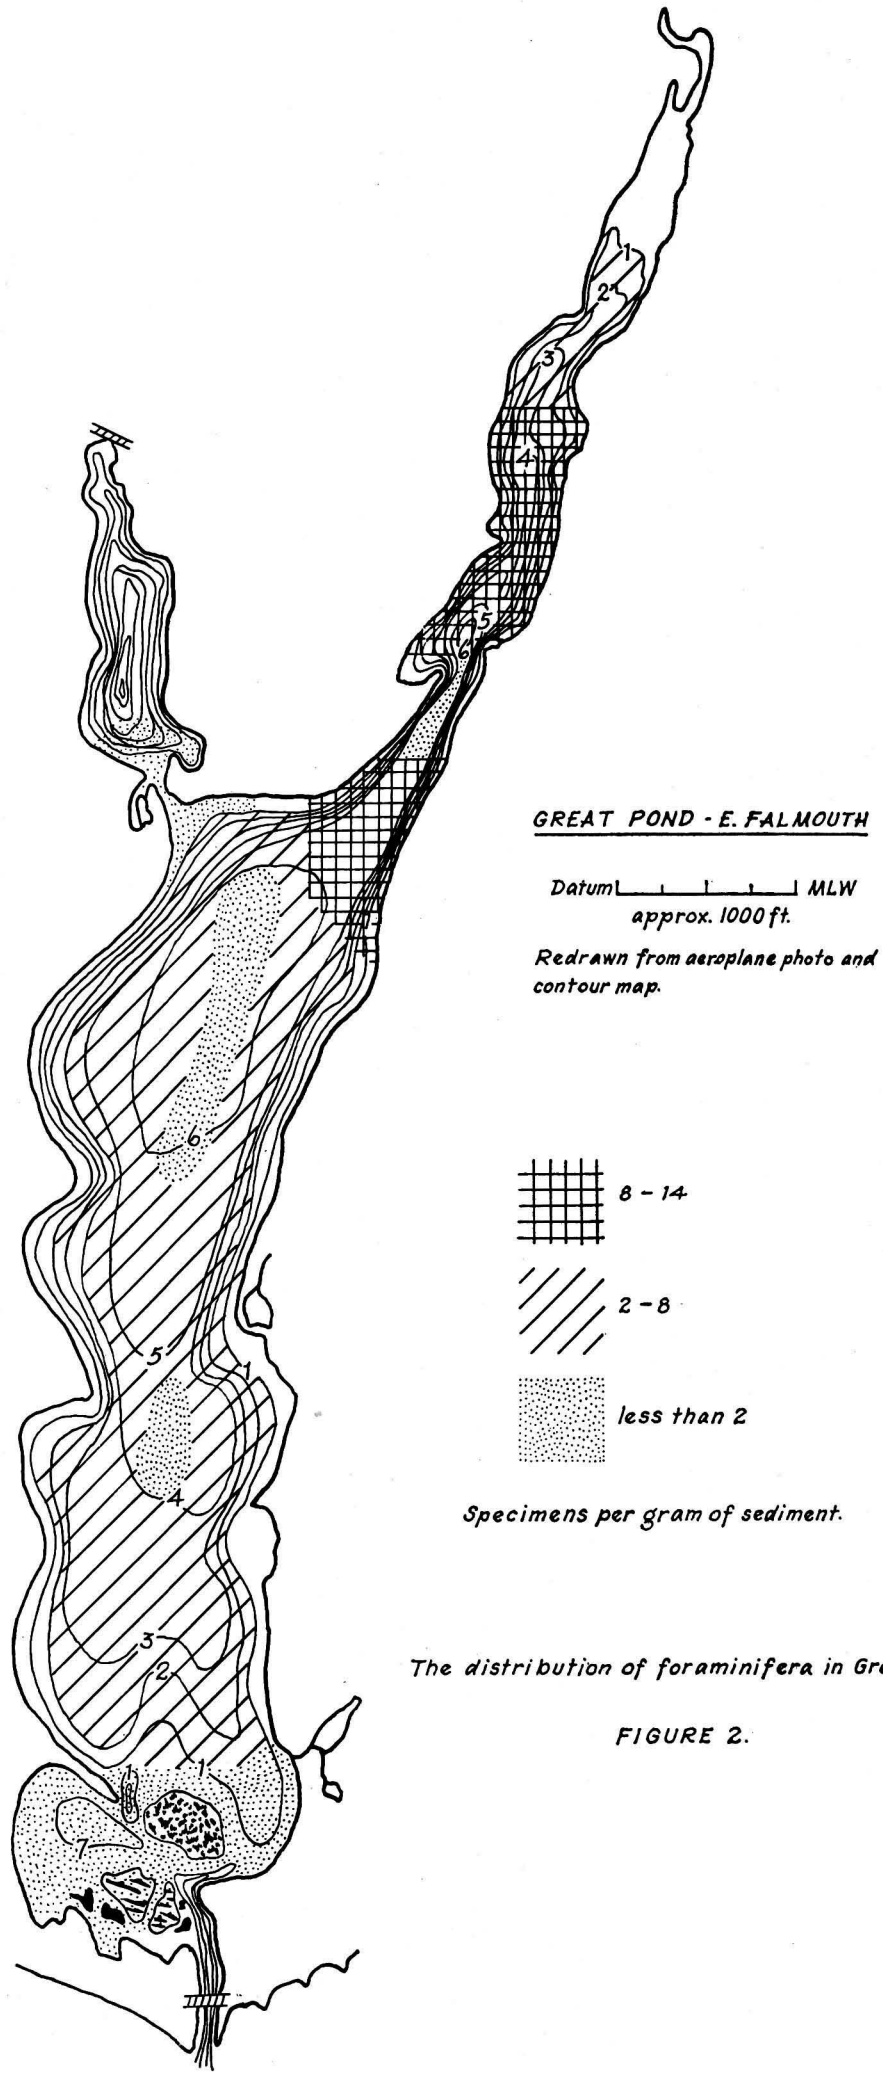 1
2
3
4
5
6
GREAT POND - E. FALMOUTH
Datum MLW
approx. 1000 ft.
Redrawn from aeroplane photo and
contour map.
6
8 - 14
2 - 8
5
1
less than 2
4
Specimens per gram of sediment.
3
The distribution of foraminifera in Gre
2
FIGURE 2.
1
1
7